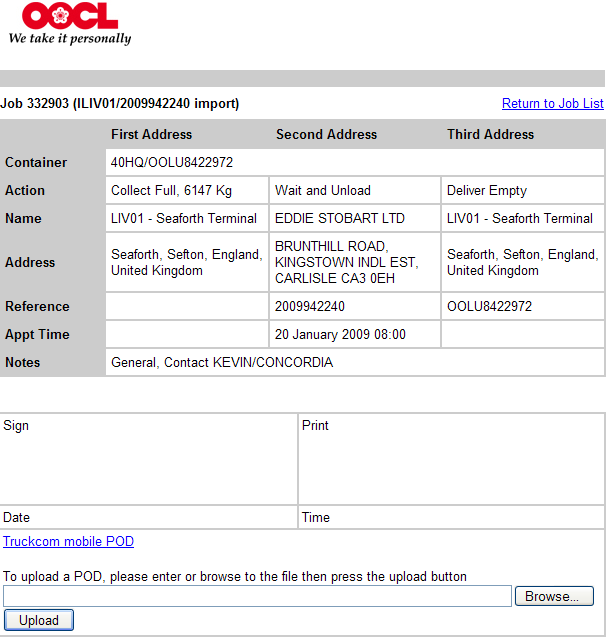 OOCL
We take it personally
Job 332903 (ILIV01/2009942240 import)
Return to Job List
First Address Second Address Third Address
Container 40HQ/OOLU8422972
Action Collect Full, 6147 Kg Wait and Unload Deliver Empty
Name LIV01 - Seaforth Terminal EDDIE STOBART LTD LIV01 - Seaforth Terminal
Address
Seaforth, Sefton, England,
United Kingdom
BRUNTHILL ROAD,
KINGSTOWN INDL EST,
CARLISLE CA3 0EH
Seaforth, Sefton, England,
United Kingdom
Reference 2009942240 OOLU8422972
Appt Time 20 January 2009 08:00
Notes General, Contact KEVIN/CONCORDIA
Sign Print
Date Time
Truckcom mobile POD
To upload a POD, please enter or browse to the file then press the upload button
Browse...
Upload